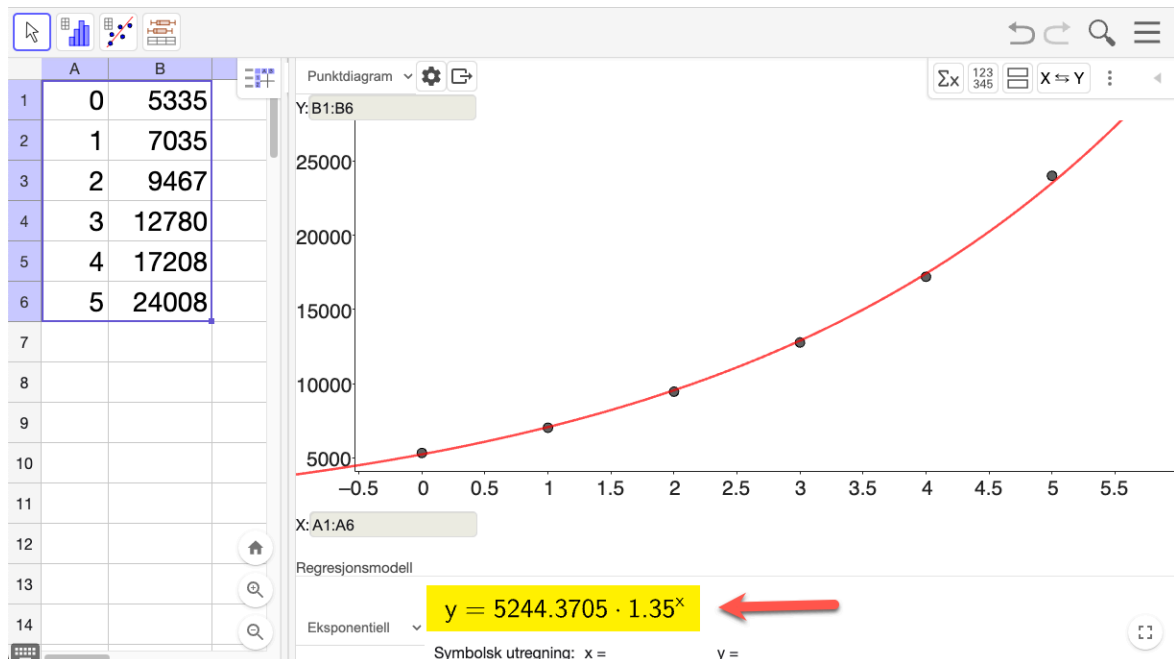 A B
1 0 5335
2 1 7035
3 2 9467
4 3 12780
5 4 17208
6 5 24008
7
8
9
10
11
12
13
14
Punktdiagram
Σx 123 345 X ⇆ Y
Y: B1:B6
25000
20000
15000
10000
5000
–0.5 0 0.5 1 1.5 2 2.5 3 3.5 4 4.5 5 5.5
X: A1:A6
Regresjonsmodell
y = 5244.3705 · 1.35ˣ
Eksponentiell
Symbolsk utregning: x = y =